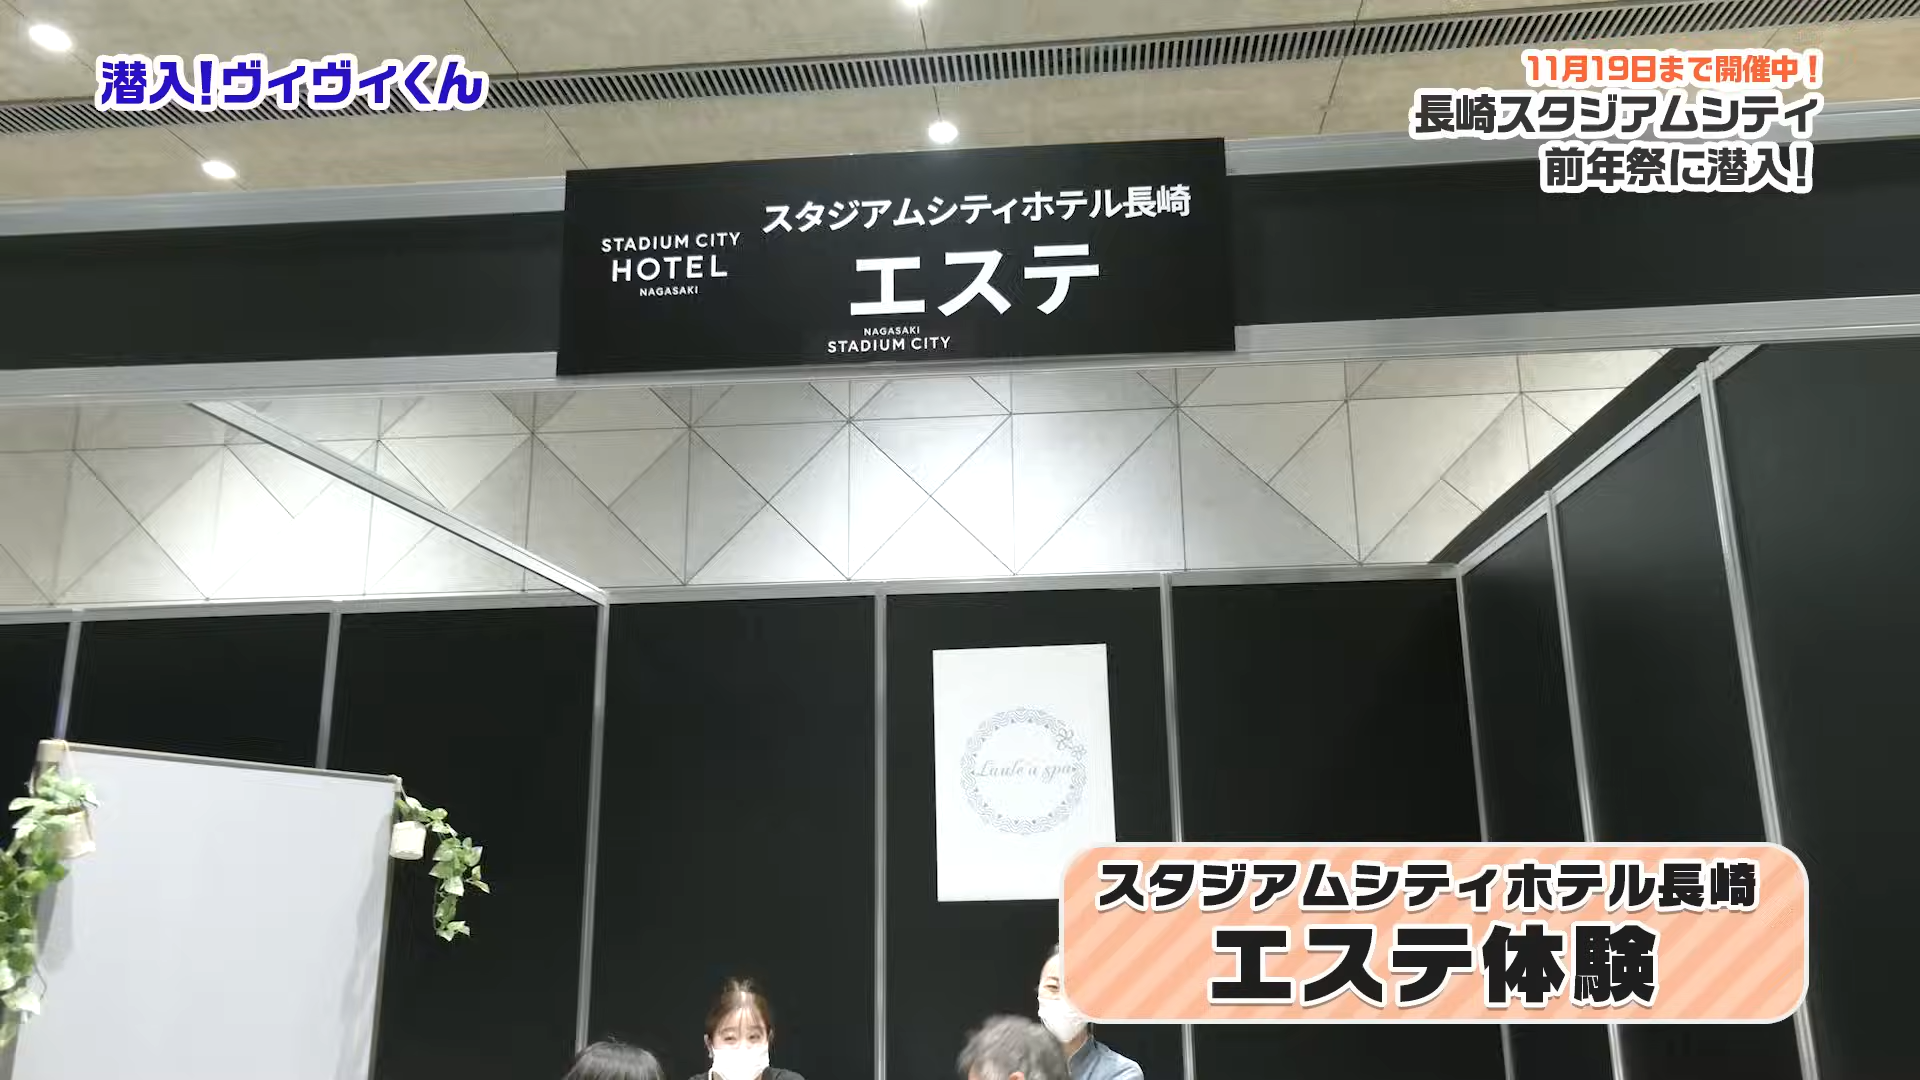 潜入!ヴィヴィくん
11月19日まで開催中!
長崎スタジアムシティ
前年祭に潜入!
スタジアムシティホテル長崎
STADIUM CITY
HOTEL
NAGASAKI
エステ
NAGASAKI
STADIUM CITY
Laule'a spa
スタジアムシティホテル長崎
エステ体験